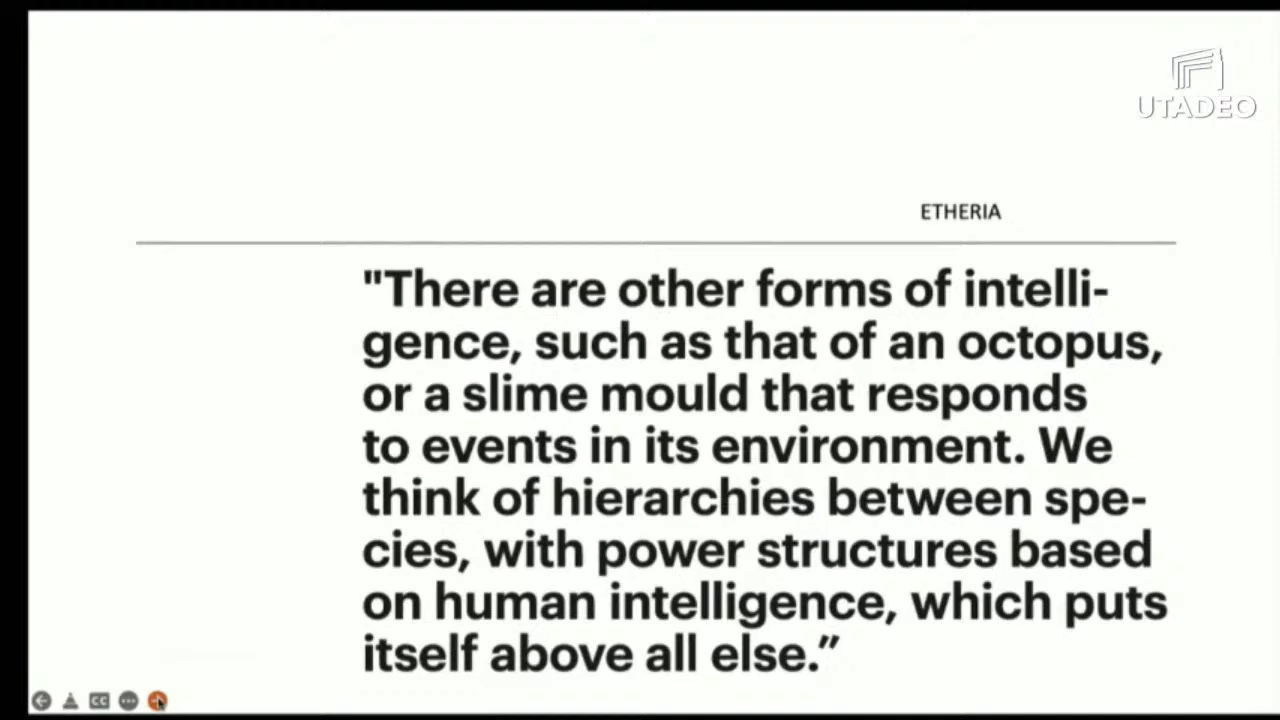 UTADEO
ETHERIA
"There are other forms of intelli-
gence, such as that of an octopus,
or a slime mould that responds
to events in its environment. We
think of hierarchies between spe-
cies, with power structures based
on human intelligence, which puts
itself above all else.”
CC